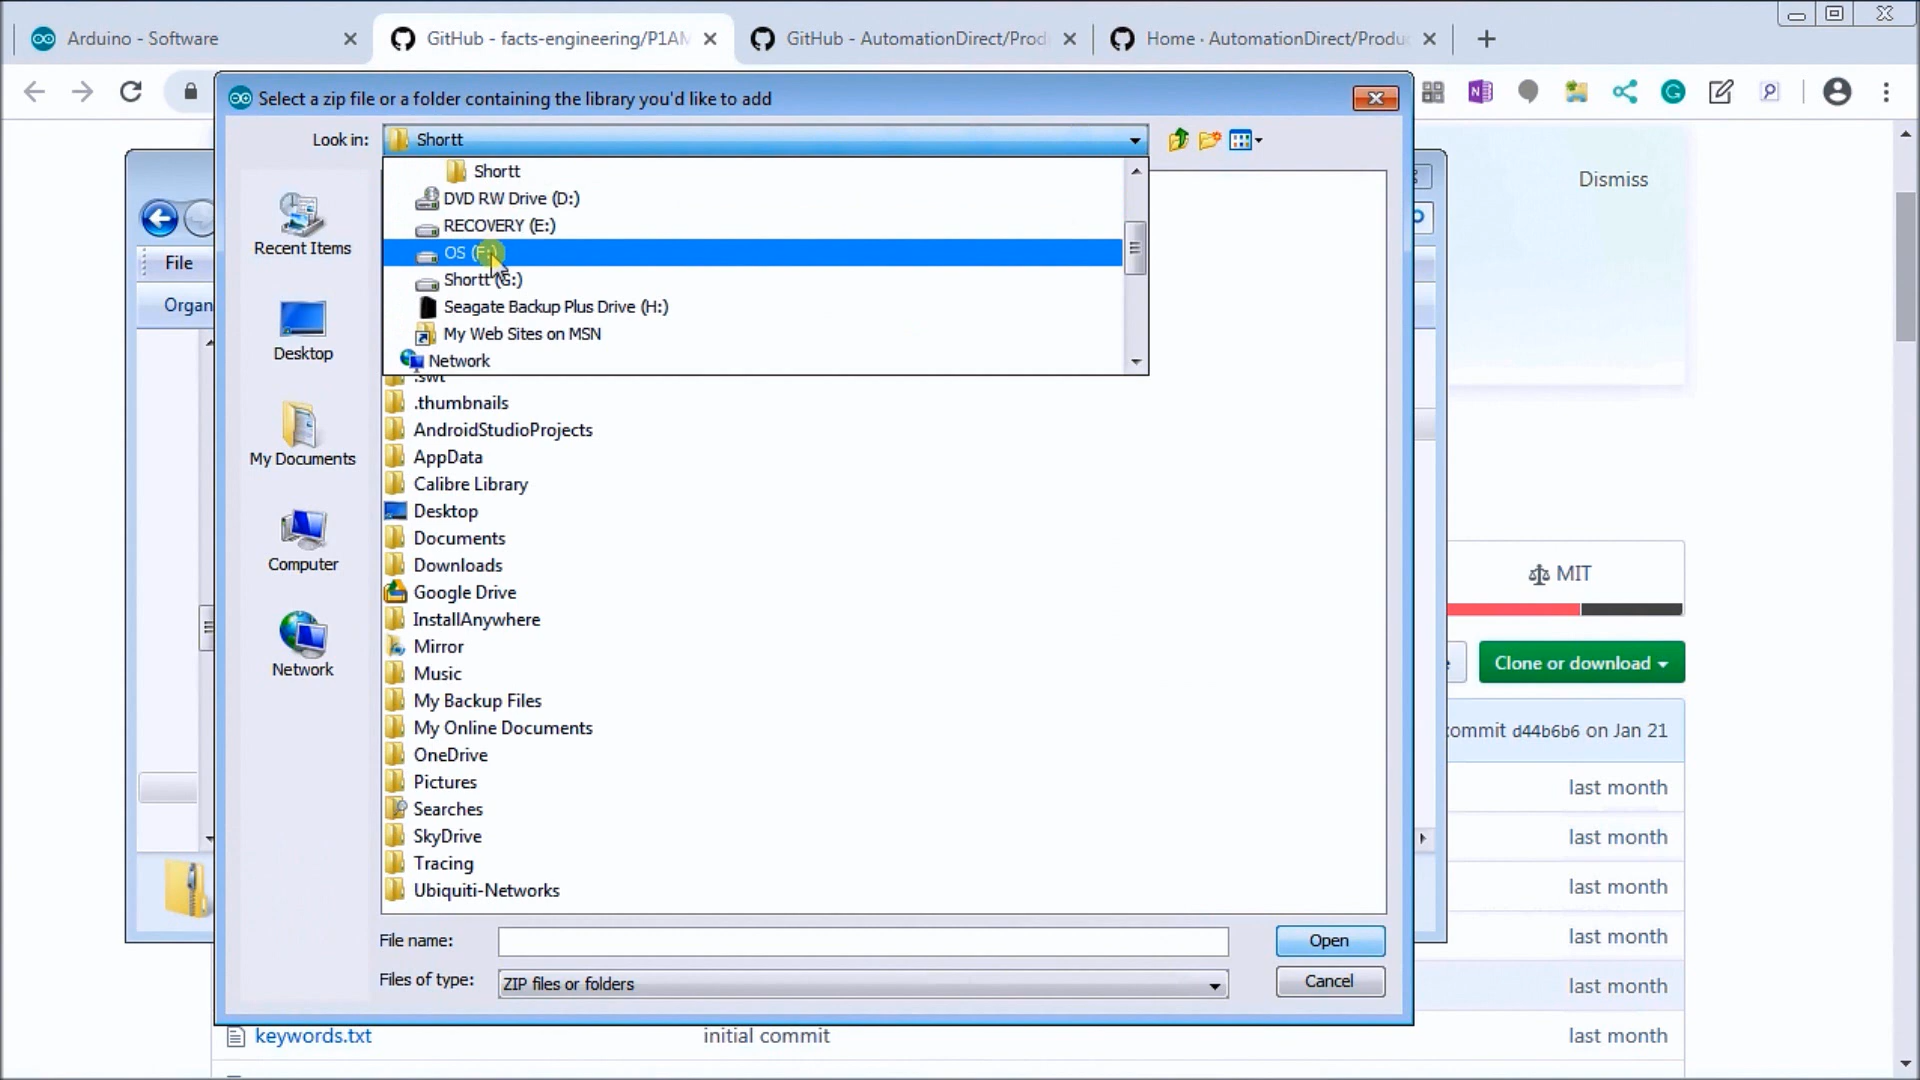 Arduino - Software
GitHub - facts-engineering/P1AM
GitHub - AutomationDirect/Prod
Home · AutomationDirect/Produ
Select a zip file or a folder containing the library you'd like to add
Look in:
Shortt
Shortt
DVD RW Drive (D:)
RECOVERY (E:)
OS (F:)
Shortt (G:)
Seagate Backup Plus Drive (H:)
My Web Sites on MSN
Network
.swt
.thumbnails
AndroidStudioProjects
AppData
Calibre Library
Desktop
Documents
Downloads
Google Drive
InstallAnywhere
Mirror
Music
My Backup Files
My Online Documents
OneDrive
Pictures
Searches
SkyDrive
Tracing
Ubiquiti-Networks
Recent Items
Desktop
My Documents
Computer
Network
File name:
Open
Files of type:
ZIP files or folders
Cancel
File
Organ
Dismiss
MIT
Clone or download
commit d44b6b6 on Jan 21
last month
last month
last month
last month
last month
keywords.txt
initial commit
last month